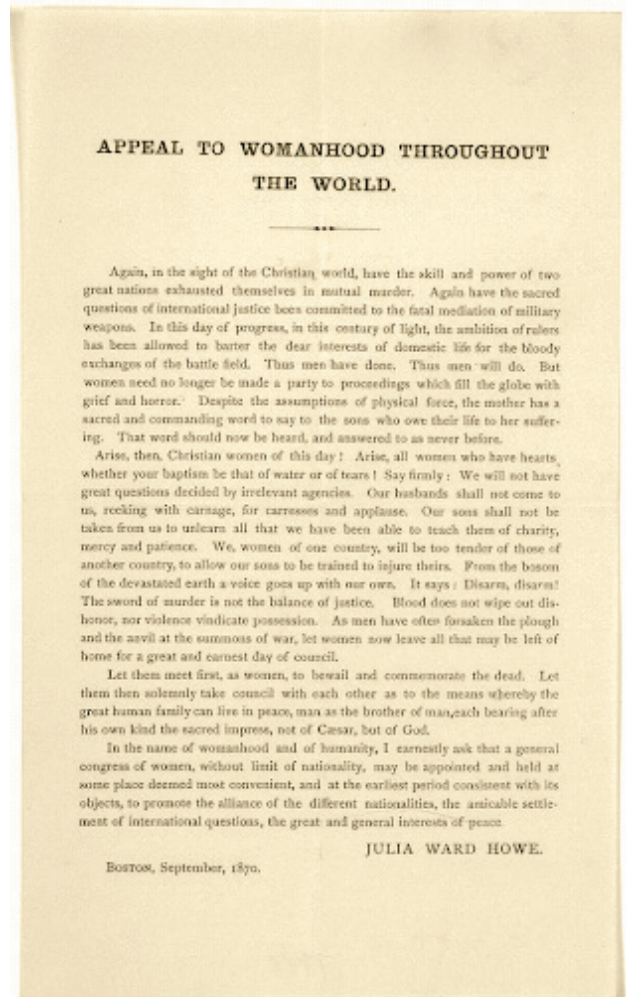 APPEAL TO WOMANHOOD THROUGHOUT
THE WORLD.
Again, in the sight of the Christian world, have the skill and power of two
great nations exhausted themselves in mutual murder. Again have the sacred
questions of international justice been committed to the fatal mediation of military
weapons. In this day of progress, in this century of light, the ambition of rulers
has been allowed to barter the dear interests of domestic life for the bloody
exchanges of the battle field. Thus men have done. Thus men will do. But
women need no longer be made a party to proceedings which fill the globe with
grief and horror. Despite the assumptions of physical force, the mother has a
sacred and commanding word to say to the sons who owe their life to her suffer-
ing. That word should now be heard, and answered to as never before.
Arise, then, Christian women of this day! Arise, all women who have hearts,
whether your baptism be that of water or of tears! Say firmly: We will not have
great questions decided by irrelevant agencies. Our husbands shall not come to
us, reeking with carnage, for carresses and applause. Our sons shall not be
taken from us to unlearn all that we have been able to teach them of charity,
mercy and patience. We, women of one country, will be too tender of those of
another country, to allow our sons to be trained to injure theirs. From the bosom
of the devastated earth a voice goes up with our own. It says: Disarm, disarm!
The sword of murder is not the balance of justice. Blood does not wipe out dis-
honor, nor violence vindicate possession. As men have often forsaken the plough
and the anvil at the summons of war, let women now leave all that may be left of
home for a great and earnest day of council.
Let them meet first, as women, to bewail and commemorate the dead. Let
them then solemnly take council with each other as to the means whereby the
great human family can live in peace, man as the brother of man,each bearing after
his own kind the sacred impress, not of Cæsar, but of God.
In the name of womanhood and of humanity, I earnestly ask that a general
congress of women, without limit of nationality, may be appointed and held at
some place deemed most convenient, and at the earliest period consistent with its
objects, to promote the alliance of the different nationalities, the amicable settle-
ment of international questions, the great and general interests of peace
JULIA WARD HOWE.
BOSTON, September, 1870.